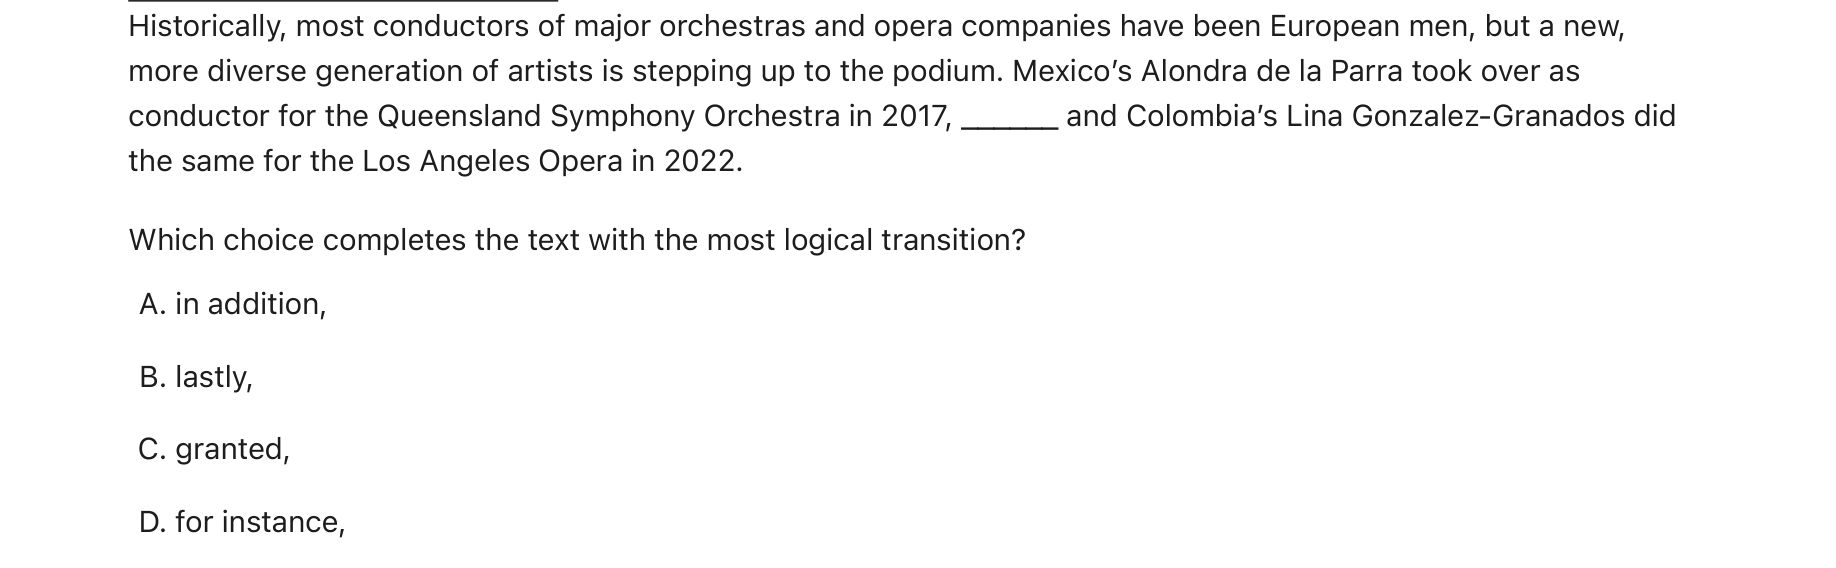 Historically, most conductors of major orchestras and opera companies have been European men, but a new,
more diverse generation of artists is stepping up to the podium. Mexico’s Alondra de la Parra took over as
conductor for the Queensland Symphony Orchestra in 2017, ______ and Colombia’s Lina Gonzalez-Granados did
the same for the Los Angeles Opera in 2022.
Which choice completes the text with the most logical transition?
A. in addition,
B. lastly,
C. granted,
D. for instance,